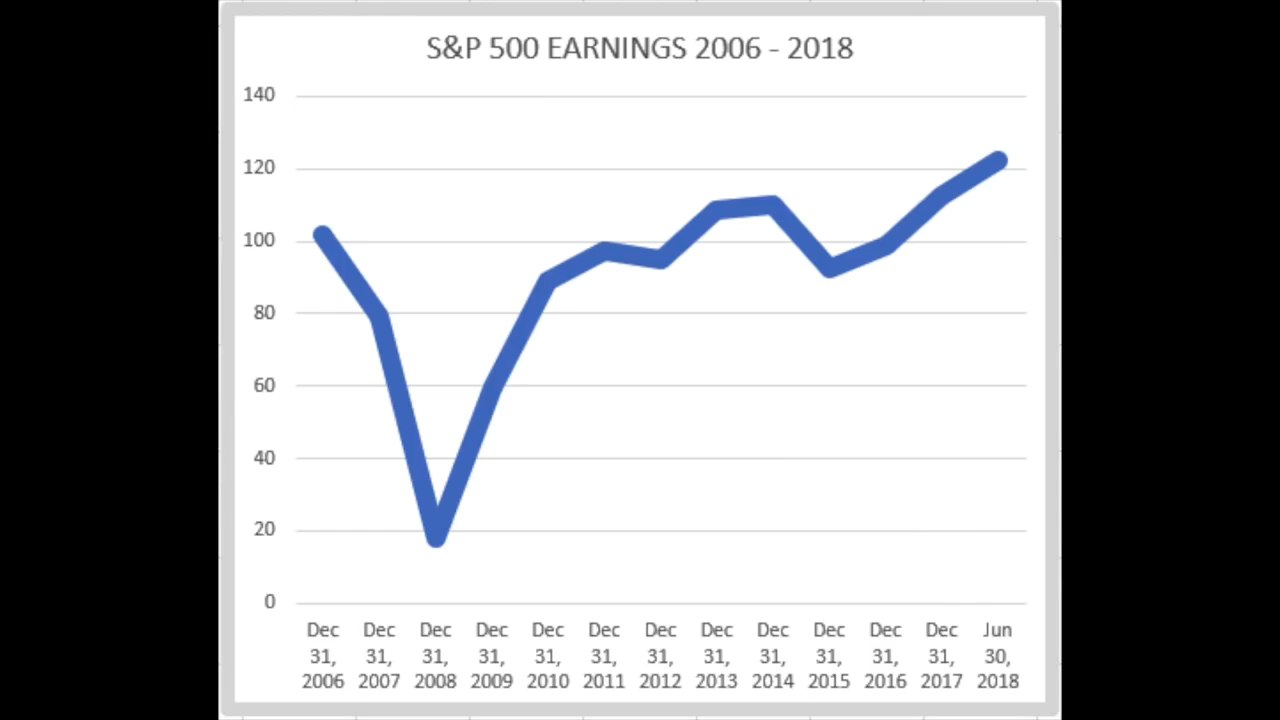 S&P 500 EARNINGS 2006 - 2018
140
120
100
80
60
40
20
0
Dec Dec Dec Dec Dec Dec Dec Dec Dec Dec Dec Dec Jun
31, 31, 31, 31, 31, 31, 31, 31, 31, 31, 31, 31, 30,
2006 2007 2008 2009 2010 2011 2012 2013 2014 2015 2016 2017 2018